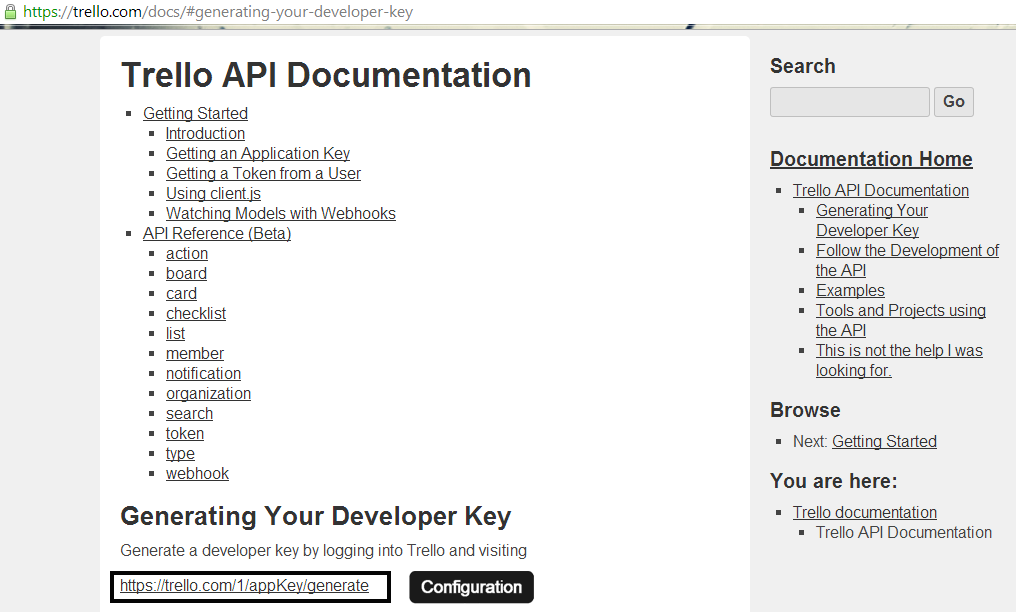 https://trello.com/docs/#generating-your-developer-key
Trello API Documentation
Getting Started
Introduction
Getting an Application Key
Getting a Token from a User
Using client.js
Watching Models with Webhooks
API Reference (Beta)
action
board
card
checklist
list
member
notification
organization
search
token
type
webhook
Generating Your Developer Key
Generate a developer key by logging into Trello and visiting
https://trello.com/1/appKey/generate
Configuration
Search
Go
Documentation Home
Trello API Documentation
Generating Your
Developer Key
Follow the Development of
the API
Examples
Tools and Projects using
the API
This is not the help I was
looking for.
Browse
Next: Getting Started
You are here:
Trello documentation
Trello API Documentation